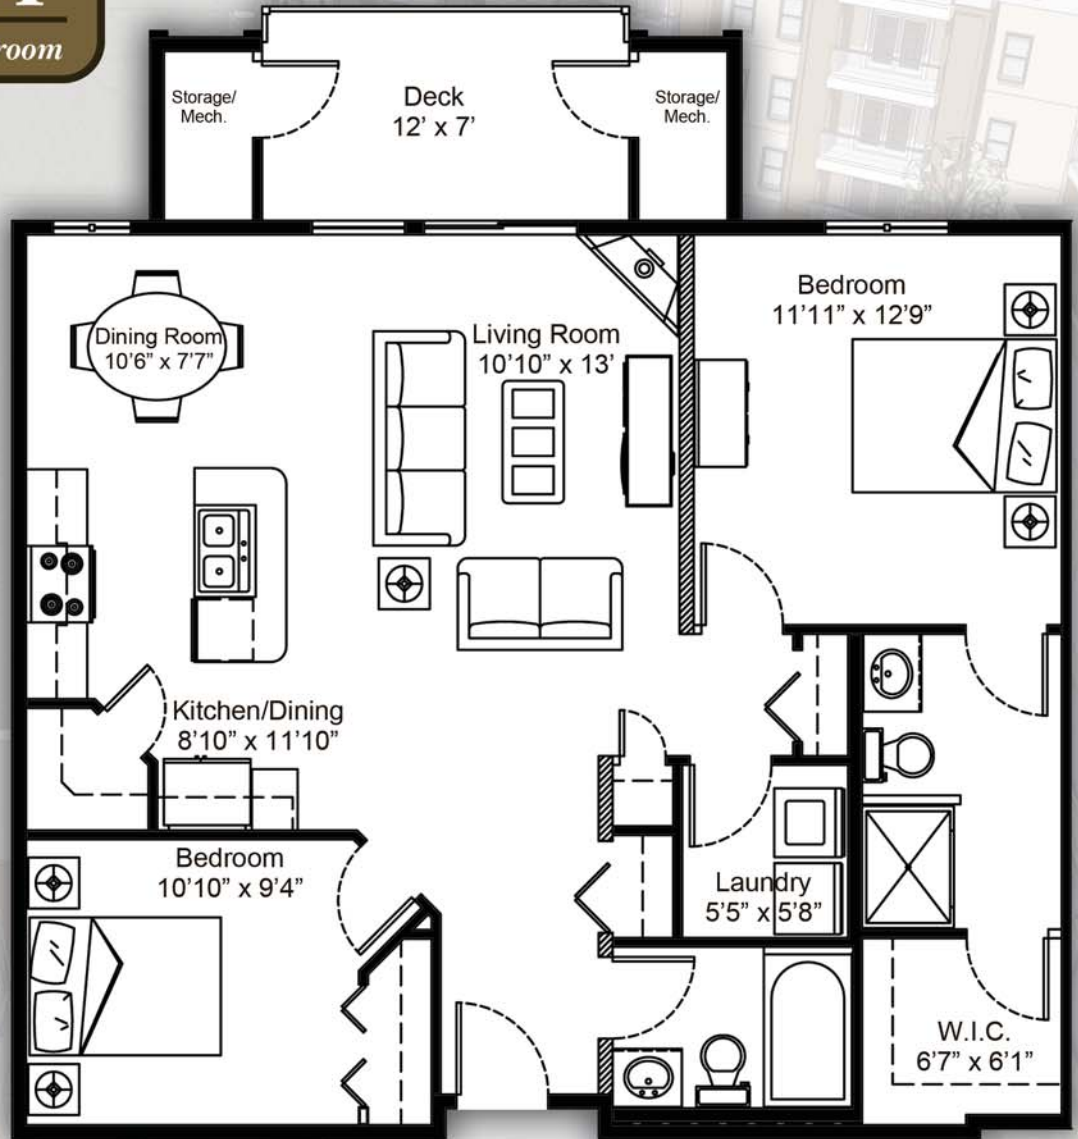 room
Storage/
Mech.
Deck
12' x 7'
Storage/
Mech.
Bedroom
11'11" x 12'9"
Dining Room
10'6" x 7'7"
Living Room
10'10" x 13'
Kitchen/Dining
8'10" x 11'10"
Bedroom
10'10" x 9'4"
Laundry
5'5" x 5'8"
W.I.C.
6'7" x 6'1"